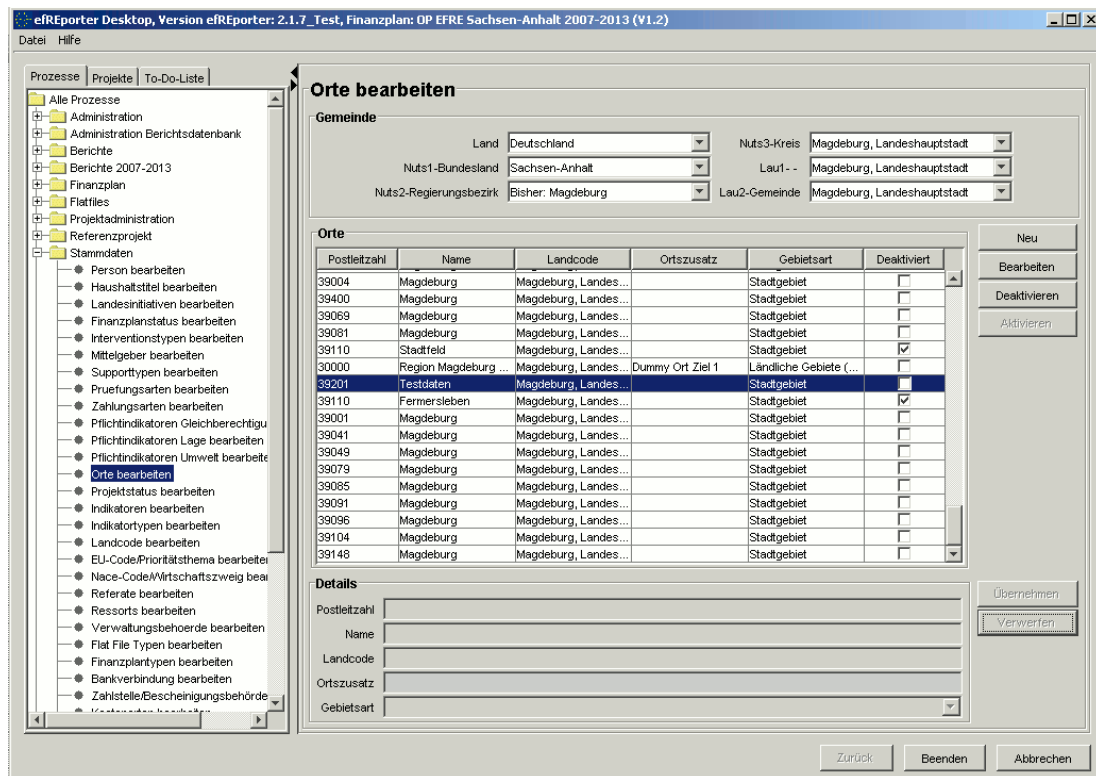 efREporter Desktop, Version efREporter: 2.1.7_Test, Finanzplan: OP EFRE Sachsen-Anhalt 2007-2013 (V1.2)
Datei Hilfe
Prozesse Projekte To-Do-Liste
Alle Prozesse
Administration
Administration Berichtsdatenbank
Berichte
Berichte 2007-2013
Finanzplan
Flatfiles
Projektadministration
Referenzprojekt
Stammdaten
Person bearbeiten
Haushaltstitel bearbeiten
Landesinitiativen bearbeiten
Finanzplanstatus bearbeiten
Interventionstypen bearbeiten
Mittelgeber bearbeiten
Supporttypen bearbeiten
Pruefungsarten bearbeiten
Zahlungsarten bearbeiten
Pflichtindikatoren Gleichberechtigu
Pflichtindikatoren Lage bearbeiten
Pflichtindikatoren Umwelt bearbeite
Orte bearbeiten
Projektstatus bearbeiten
Indikatoren bearbeiten
Indikatortypen bearbeiten
Landcode bearbeiten
EU-Code/Prioritätsthema bearbeiten
Nace-Code/Wirtschaftszweig bear
Referate bearbeiten
Ressorts bearbeiten
Verwaltungsbehoerde bearbeiten
Flat File Typen bearbeiten
Finanzplantypen bearbeiten
Bankverbindung bearbeiten
Zahlstelle/Bescheinigungsbehörde
Orte bearbeiten
Gemeinde
Land Deutschland Nuts3-Kreis Magdeburg, Landeshauptstadt
Nuts1-Bundesland Sachsen-Anhalt Lau1- - Magdeburg, Landeshauptstadt
Nuts2-Regierungsbezirk Bisher: Magdeburg Lau2-Gemeinde Magdeburg, Landeshauptstadt
Orte
Postleitzahl Name Landcode Ortszusatz Gebietsart Deaktiviert
39004 Magdeburg Magdeburg, Landes... Stadtgebiet
39400 Magdeburg Magdeburg, Landes... Stadtgebiet
39069 Magdeburg Magdeburg, Landes... Stadtgebiet
39081 Magdeburg Magdeburg, Landes... Stadtgebiet
39110 Stadtfeld Magdeburg, Landes... Stadtgebiet
30000 Region Magdeburg ... Magdeburg, Landes... Dummy Ort Ziel 1 Ländliche Gebiete (...
39201 Testdaten Magdeburg, Landes... Stadtgebiet
39110 Fermersleben Magdeburg, Landes... Stadtgebiet
39001 Magdeburg Magdeburg, Landes... Stadtgebiet
39041 Magdeburg Magdeburg, Landes... Stadtgebiet
39049 Magdeburg Magdeburg, Landes... Stadtgebiet
39079 Magdeburg Magdeburg, Landes... Stadtgebiet
39085 Magdeburg Magdeburg, Landes... Stadtgebiet
39091 Magdeburg Magdeburg, Landes... Stadtgebiet
39096 Magdeburg Magdeburg, Landes... Stadtgebiet
39104 Magdeburg Magdeburg, Landes... Stadtgebiet
39148 Magdeburg Magdeburg, Landes... Stadtgebiet
Neu
Bearbeiten
Deaktivieren
Aktivieren
Details
Postleitzahl
Name
Landcode
Ortszusatz
Gebietsart
Übernehmen
Verwerfen
Zurück Beenden Abbrechen